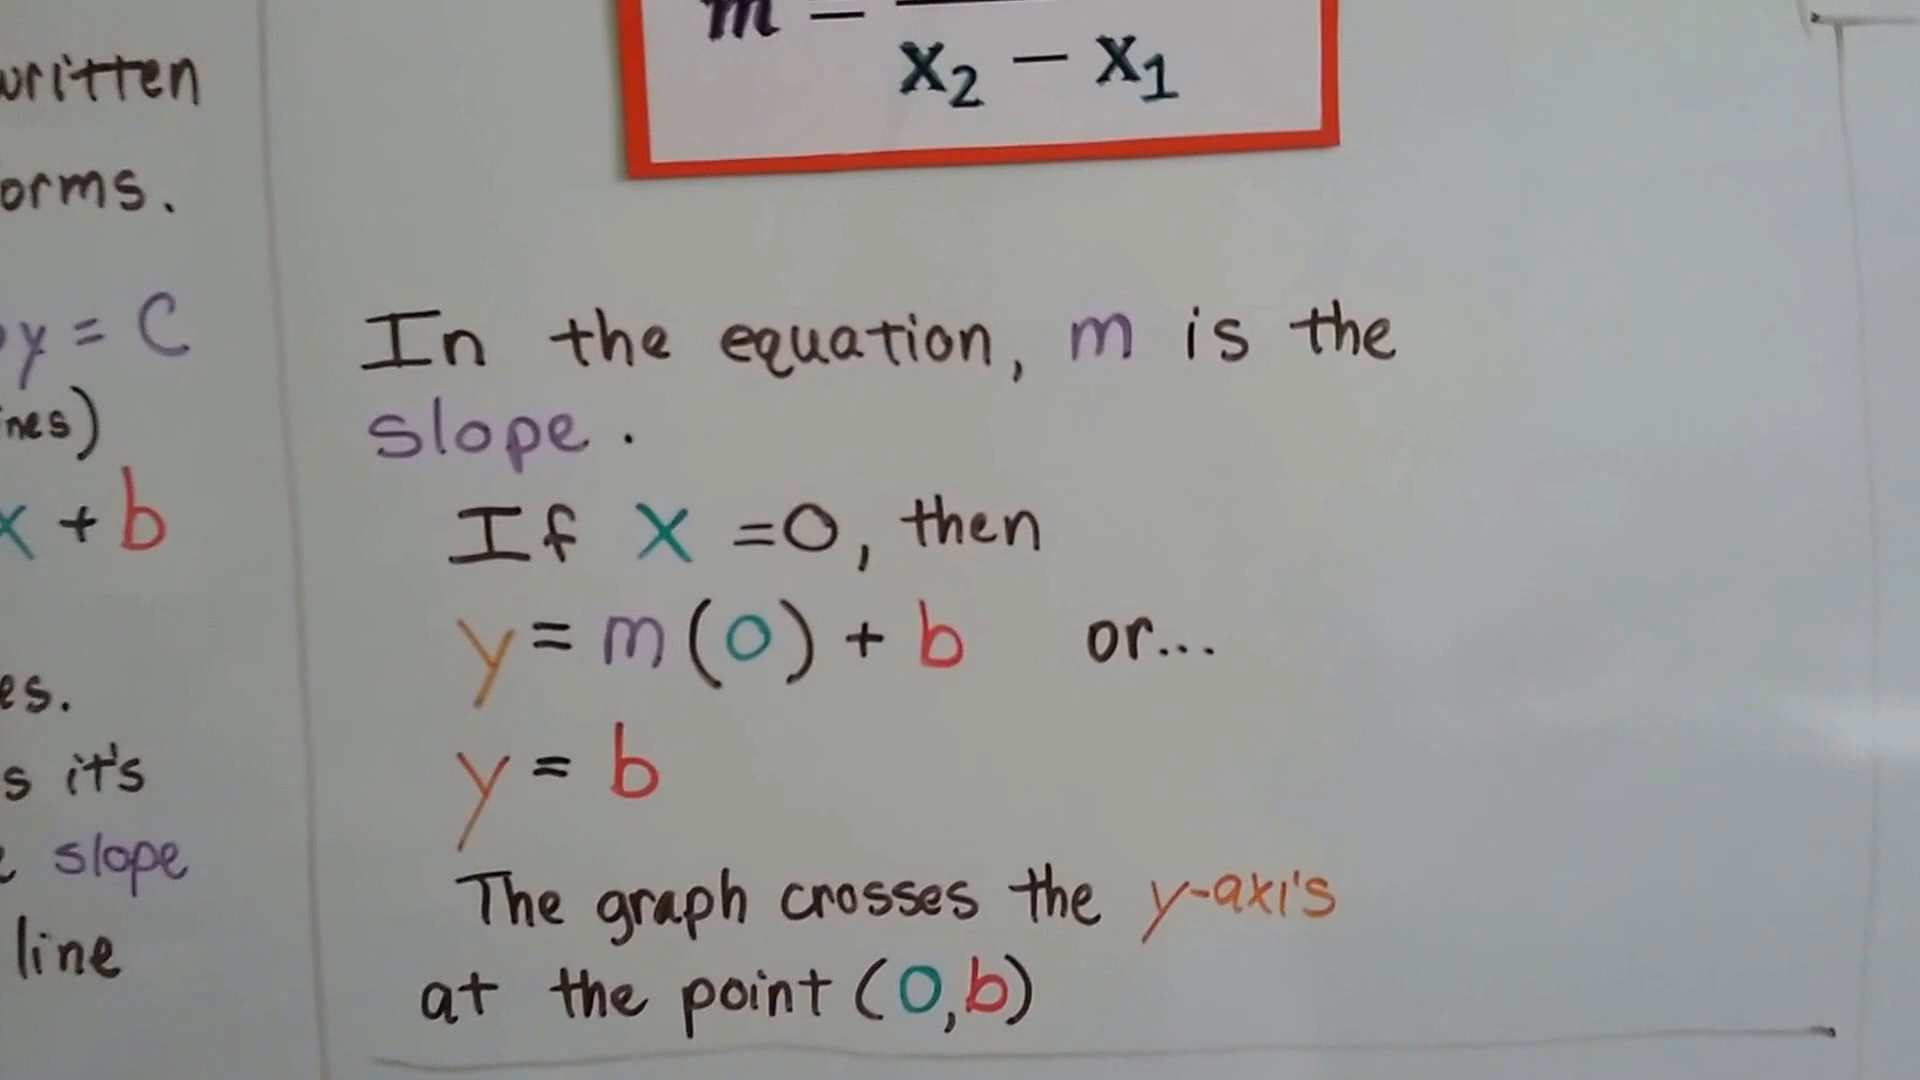 written
orms.
y = C
nes)
x + b
es.
s it's
slope
line
m =
x₂ − x₁
In the equation, m is the
slope.
If x =0, then
y = m(0) + b or...
y = b
The graph crosses the y-axis
at the point (0,b)